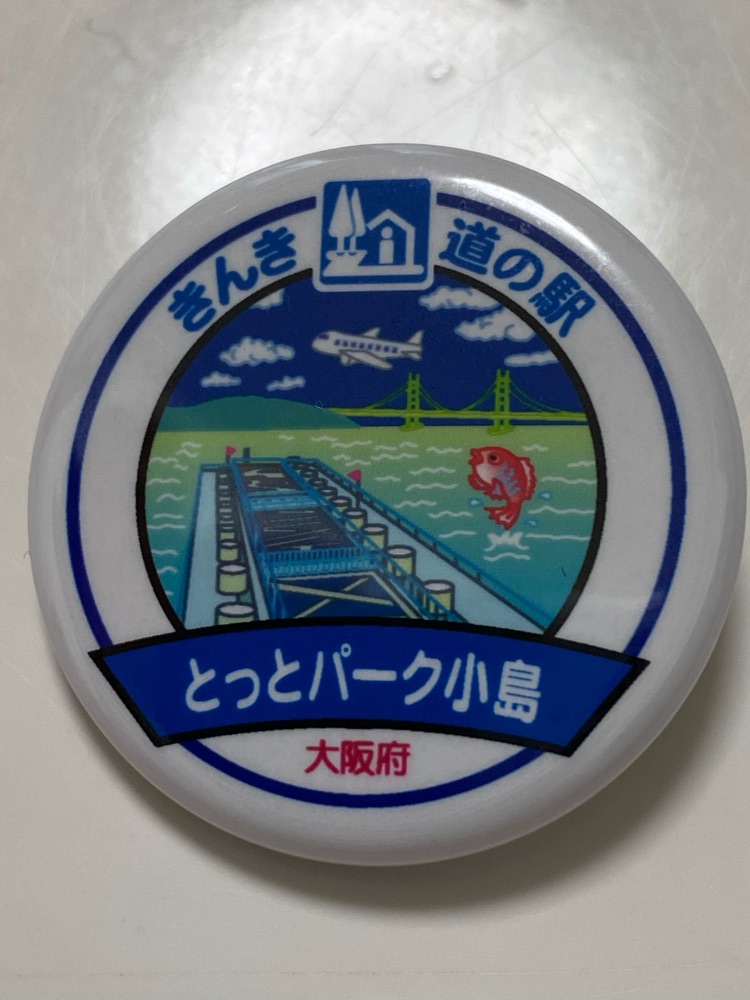 きんき 道の駅
とっとパーク小島
大阪府